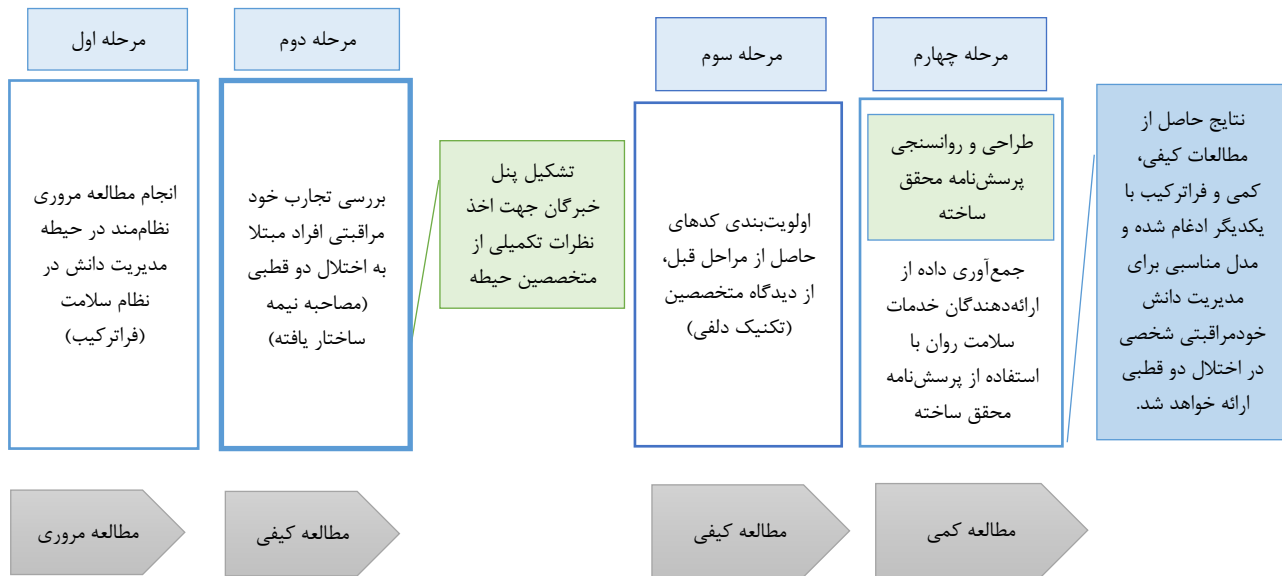 مرحله اول
انجام مطالعه مروری
نظام‌مند در حیطه
مدیریت دانش در
نظام سلامت
(فراترکیب)
مطالعه مروری
مرحله دوم
بررسی تجارب خود
مراقبتی افراد مبتلا
به اختلال دو قطبی
(مصاحبه نیمه
ساختار یافته)
مطالعه کیفی
تشکیل پنل
خبرگان جهت اخذ
نظرات تکمیلی از
متخصصین حیطه
مرحله سوم
اولویت‌بندی کدهای
حاصل از مراحل قبل،
از دیدگاه متخصصین
(تکنیک دلفی)
مطالعه کیفی
مرحله چهارم
طراحی و روانسنجی
پرسش‌نامه محقق
ساخته
جمع‌آوری داده از
ارائه‌دهندگان خدمات
سلامت روان با
استفاده از پرسش‌نامه
محقق ساخته
مطالعه کمی
نتایج حاصل از
مطالعات کیفی،
کمی و فراترکیب با
یکدیگر ادغام شده و
مدل مناسبی برای
مدیریت دانش
خودمراقبتی شخصی
در اختلال دو قطبی
ارائه خواهد شد.